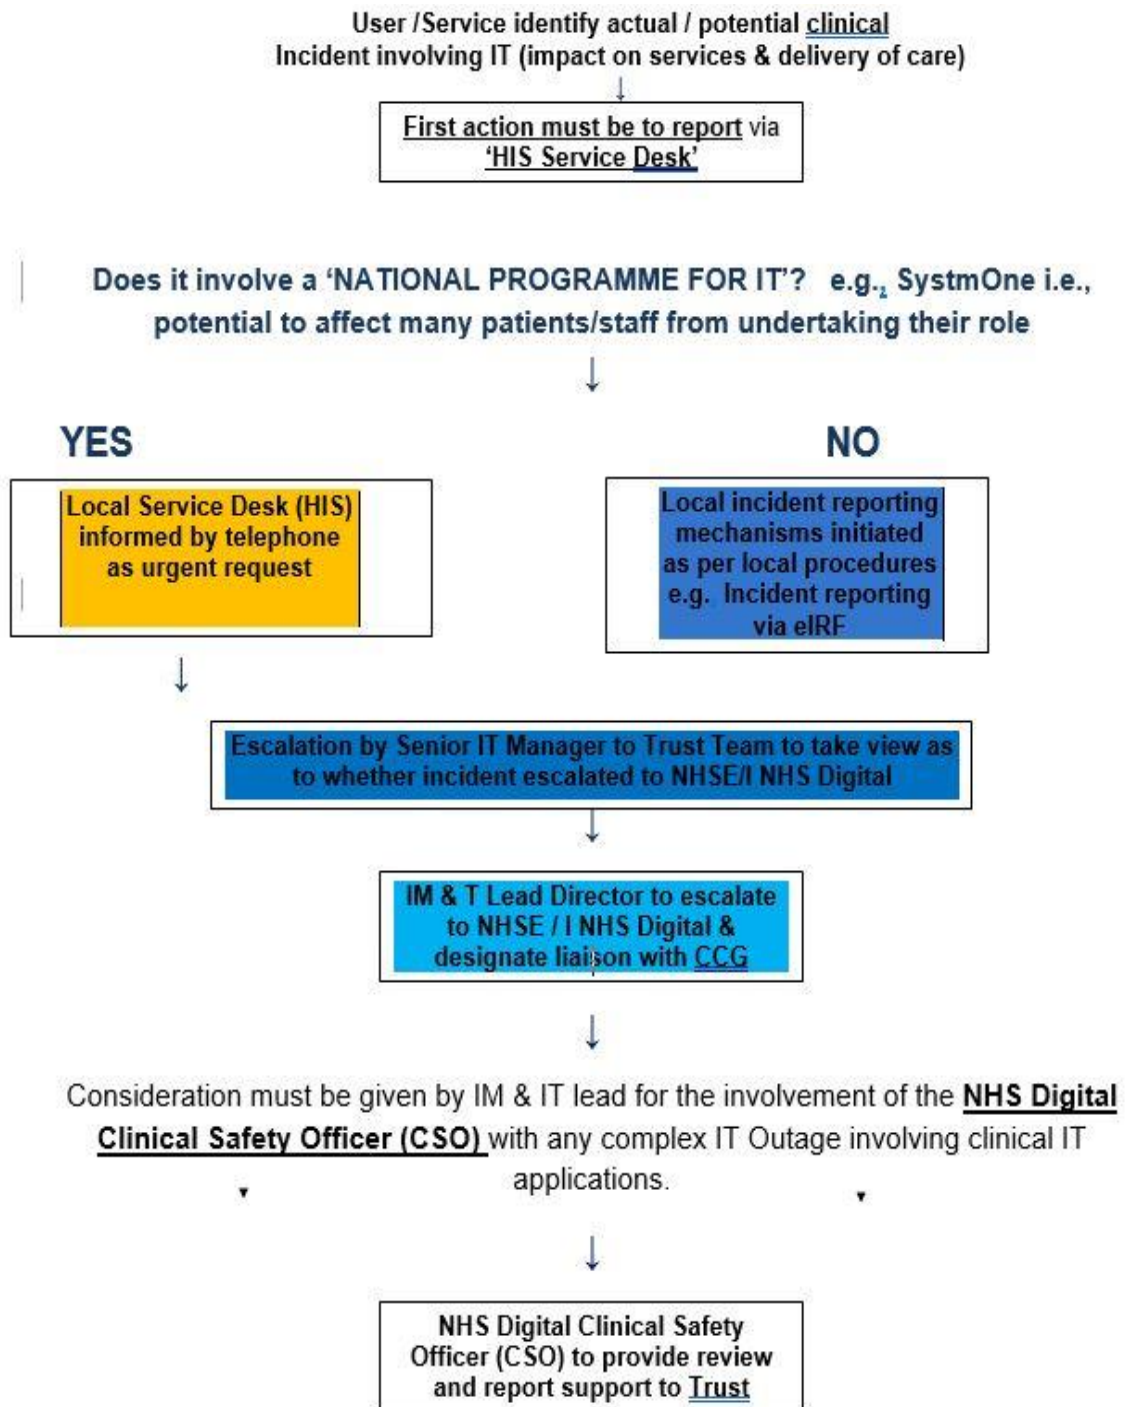 User /Service identify actual / potential clinical
Incident involving IT (impact on services & delivery of care)
↓
First action must be to report via
‘HIS Service Desk’
Does it involve a ‘NATIONAL PROGRAMME FOR IT’? e.g., SystmOne i.e.,
potential to affect many patients/staff from undertaking their role
↓
YES
NO
Local Service Desk (HIS)
informed by telephone
as urgent request
Local incident reporting
mechanisms initiated
as per local procedures
e.g. Incident reporting
via eIRF
↓
Escalation by Senior IT Manager to Trust Team to take view as
to whether incident escalated to NHSE/I NHS Digital
↓
IM & T Lead Director to escalate
to NHSE / I NHS Digital &
designate liaison with CCG
↓
Consideration must be given by IM & IT lead for the involvement of the NHS Digital
Clinical Safety Officer (CSO) with any complex IT Outage involving clinical IT
applications.
↓
NHS Digital Clinical Safety
Officer (CSO) to provide review
and report support to Trust